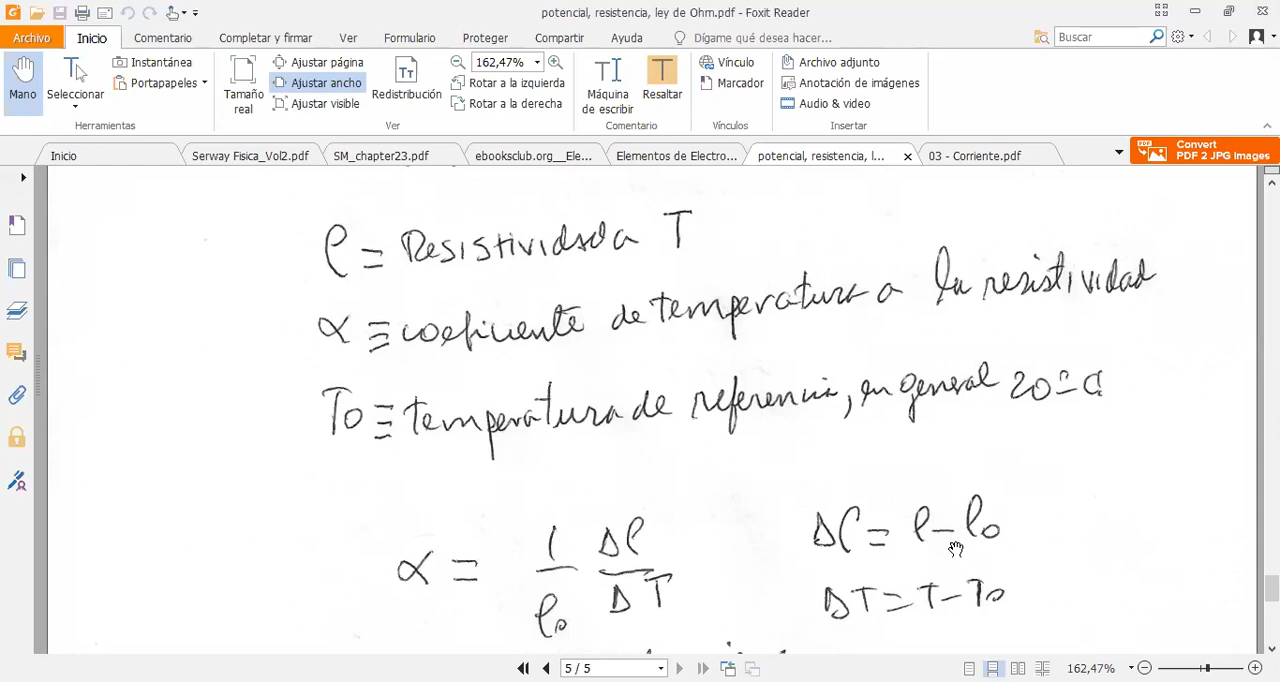 potencial, resistencia, ley de Ohm.pdf - Foxit Reader
Archivo Inicio Comentario Completar y firmar Ver Formulario Proteger Compartir Ayuda Dígame qué desea hacer... Buscar
Mano Seleccionar Instantánea Portapapeles Herramientas
Tamaño real Ajustar página Ajustar ancho Ajustar visible Redistribución 162,47% Rotar a la izquierda Rotar a la derecha Ver
Máquina de escribir Resaltar Comentario
Vínculo Marcador Vínculos
Archivo adjunto Anotación de imágenes Audio & video Insertar
Inicio Serway Fisica_Vol2.pdf SM_chapter23.pdf ebooksclub.org__Ele... Elementos de Electro... potencial, resistencia, l... 03 - Corriente.pdf Convert PDF 2 JPG Images
ρ = Resistividad a T
α ≡ coeficiente de temperatura a la resistividad
To ≡ temperatura de referencia, en general 20º C
α = 1/ρ₀ Δρ/ΔT
Δρ = ρ - ρ₀
ΔT = T - T₀
5 / 5 162,47%